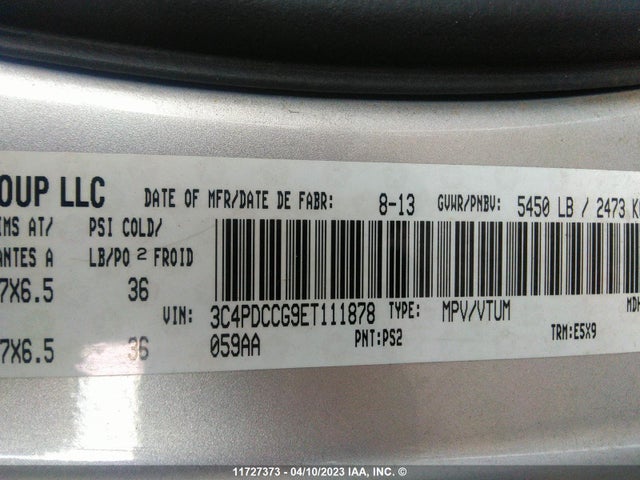 OUP LLC DATE OF MFR/DATE DE FABR: 8-13 GVWR/PNBV: 5450 LB / 2473
IMS AT/ PSI COLD/
ANTES A LB/PO 2 FROID
7X6.5 36
VIN: 3C4PDCCG9ET111878 TYPE: MPV/VTUM
7X6.5 36 059AA PNT:PS2 TRM:E5X9
11727373 - 04/10/2023 IAA, Inc. ©